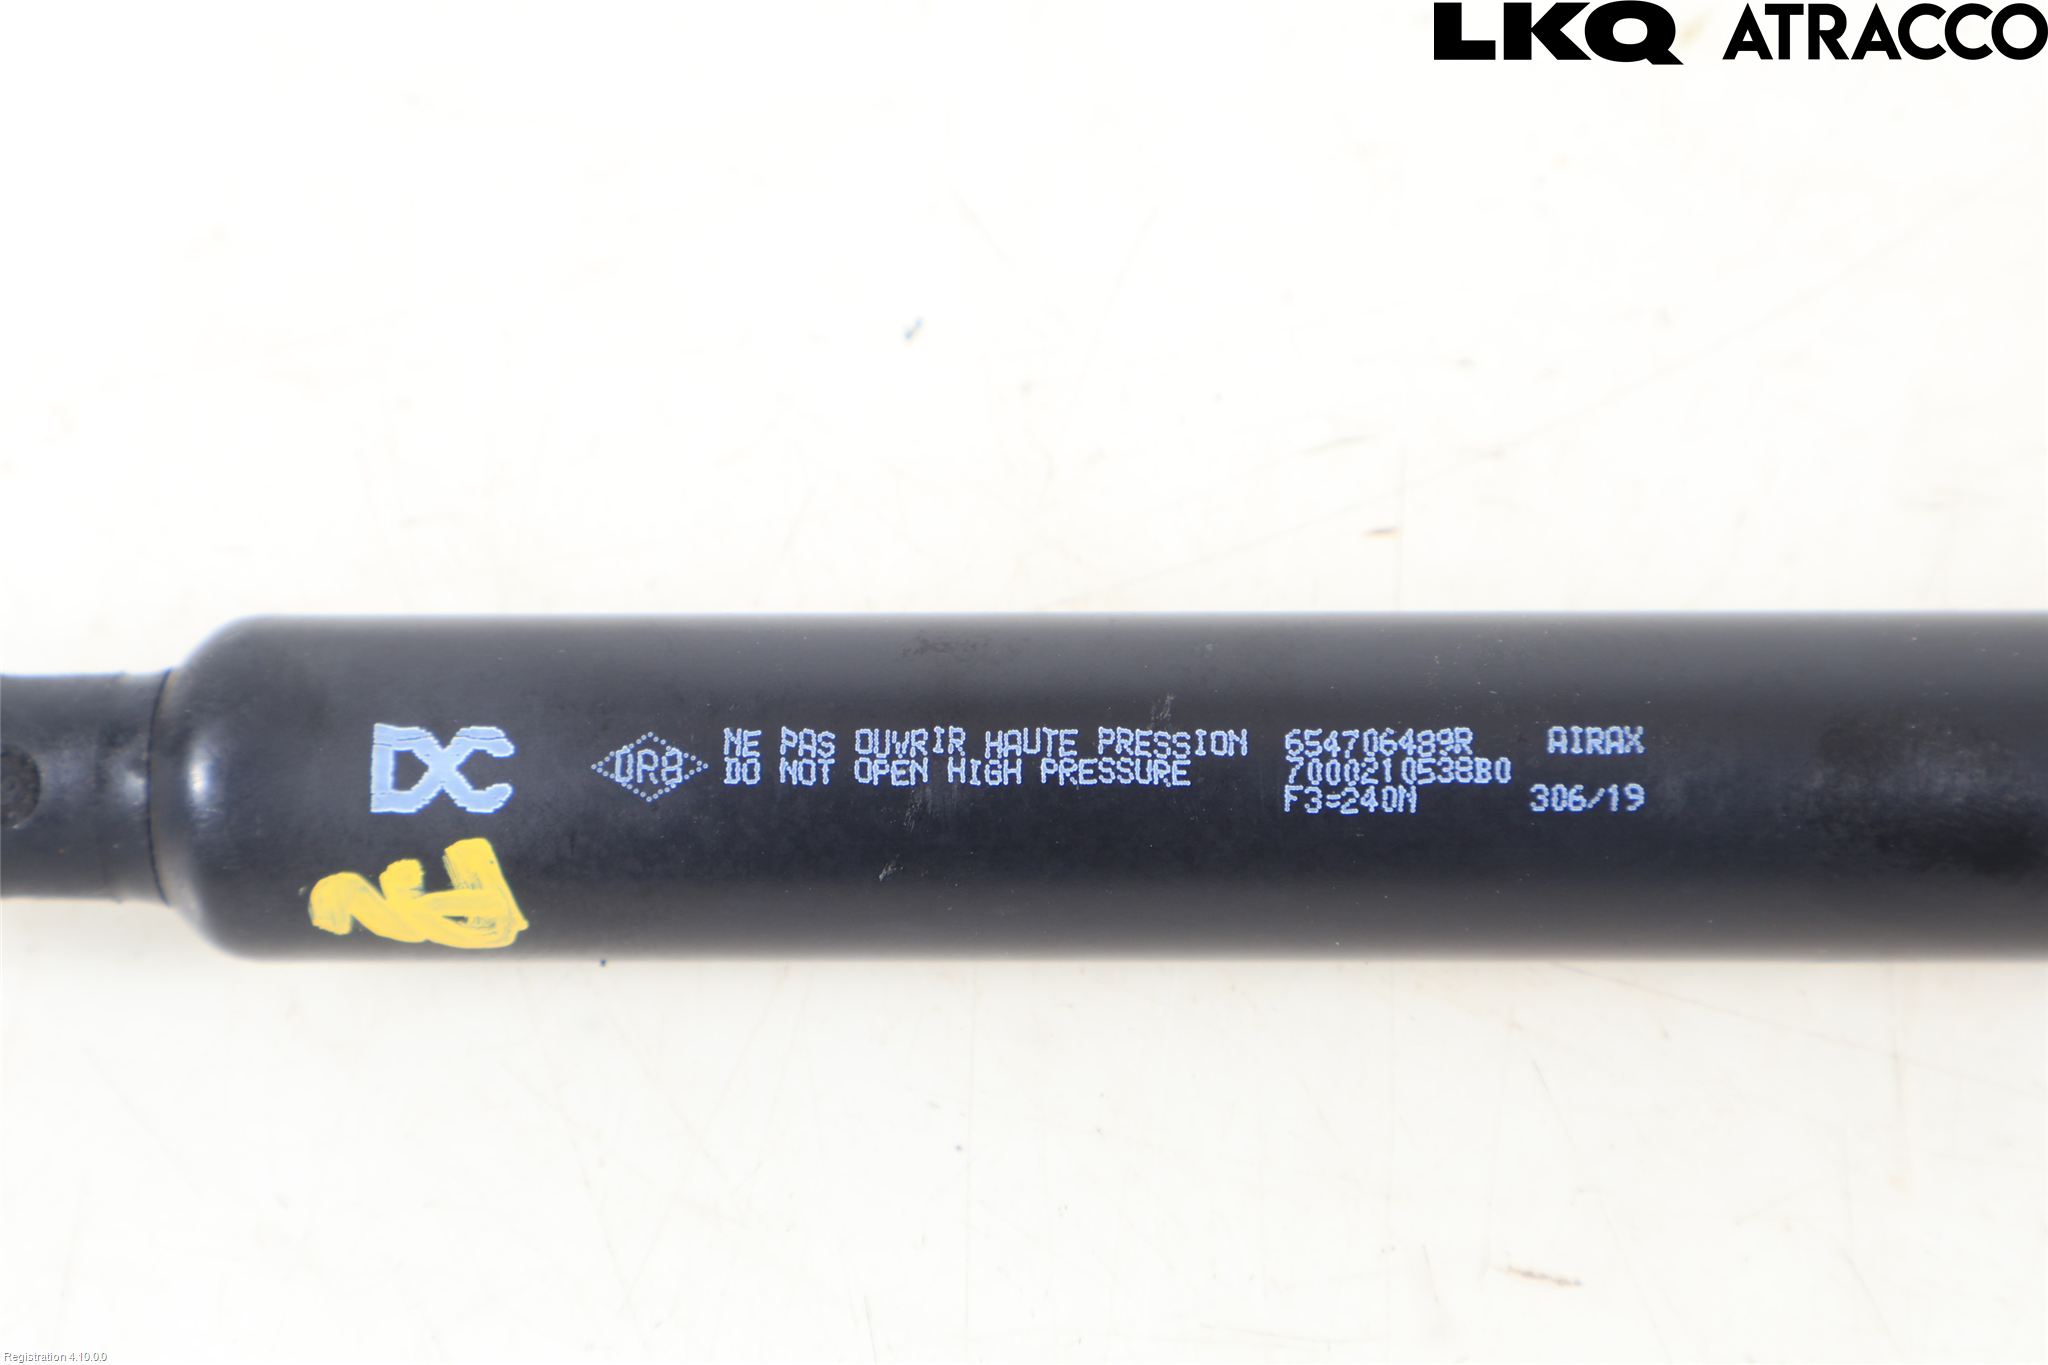 LKQ ATRACCO
DC
NE PAS OUVRIR HAUTE PRESSION 654706489R AIRAX
DO NOT OPEN HIGH PRESSURE 7000210538B0
F3=240N 306/19
Registration 4.10.0.0